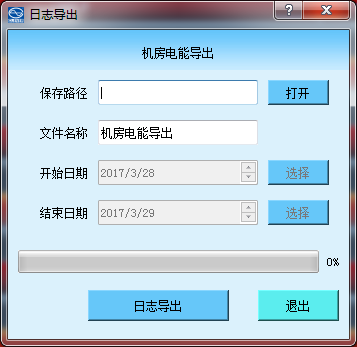 日志导出
机房电能导出
保存路径
打开
文件名称 机房电能导出
开始日期 2017/3/28 选择
结束日期 2017/3/29 选择
0%
日志导出 退出